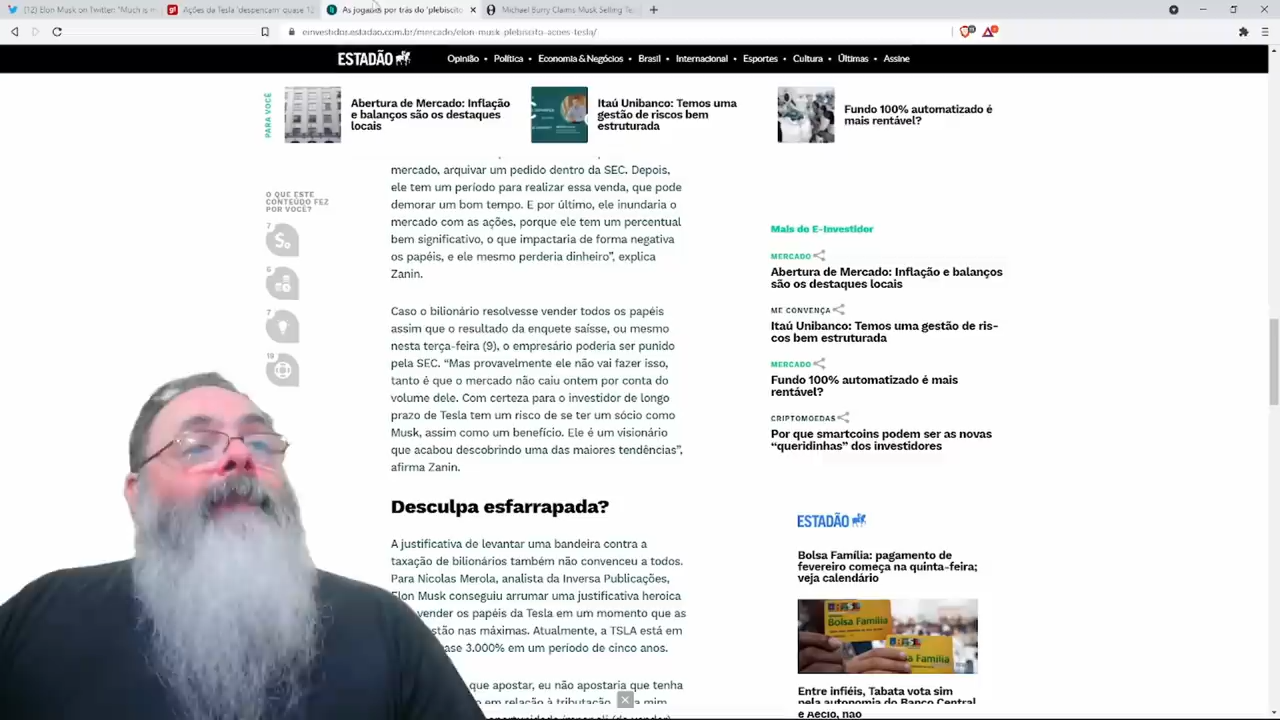 (12) Elon Musk on Twitter: "Much is m
Ações da Tesla 'despencam' quase 12
As jogadas por trás do 'plebiscito
Michael Burry Claims Musk Selling Te
einvestidor.estadao.com.br/mercado/elon-musk-plebiscito-acoes-tesla/
ESTADÃO
Opinião • Política • Economia & Negócios • Brasil • Internacional • Esportes • Cultura • Últimas • Assine
PARA VOCÊ
Abertura de Mercado: Inflação
e balanços são os destaques
locais
Itaú Unibanco: Temos uma
gestão de riscos bem
estruturada
Fundo 100% automatizado é
mais rentável?
O QUE ESTE
CONTEÚDO FEZ
POR VOCÊ?
7
6
7
19
mercado, arquivar um pedido dentro da SEC. Depois,
ele tem um período para realizar essa venda, que pode
demorar um bom tempo. E por último, ele inundaria o
mercado com as ações, porque ele tem um percentual
bem significativo, o que impactaria de forma negativa
os papéis, e ele mesmo perderia dinheiro”, explica
Zanin.
Caso o bilionário resolvesse vender todos os papéis
assim que o resultado da enquete saísse, ou mesmo
nesta terça-feira (9), o empresário poderia ser punido
pela SEC. “Mas provavelmente ele não vai fazer isso,
tanto é que o mercado não caiu ontem por conta do
volume dele. Com certeza para o investidor de longo
prazo de Tesla tem um risco de se ter um sócio como
Musk, assim como um benefício. Ele é um visionário
que acabou descobrindo uma das maiores tendências”,
afirma Zanin.
Desculpa esfarrapada?
A justificativa de levantar uma bandeira contra a
taxação de bilionários também não convenceu a todos.
Para Nicolas Merola, analista da Inversa Publicações,
Elon Musk conseguiu arrumar uma justificativa heroica
vender os papéis da Tesla em um momento que as
estão nas máximas. Atualmente, a TSLA está em
ase 3.000% em um período de cinco anos.
que apostar, eu não apostaria que tenha
em relação à tributação.
Mais do E-Investidor
MERCADO
Abertura de Mercado: Inflação e balanços
são os destaques locais
ME CONVENÇA
Itaú Unibanco: Temos uma gestão de ris-
cos bem estruturada
MERCADO
Fundo 100% automatizado é mais
rentável?
CRIPTOMOEDAS
Por que smartcoins podem ser as novas
“queridinhas” dos investidores
ESTADÃO
Bolsa Família: pagamento de
fevereiro começa na quinta-feira;
veja calendário
Bolsa Família
Bolsa Família
Entre infiéis, Tabata vota sim
pela autonomia do Banco Central
e Aécio, não